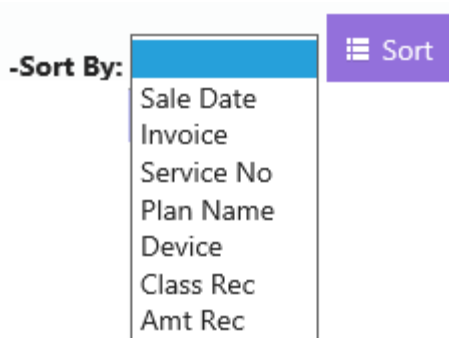 -Sort By: Sort
Sale Date
Invoice
Service No
Plan Name
Device
Class Rec
Amt Rec